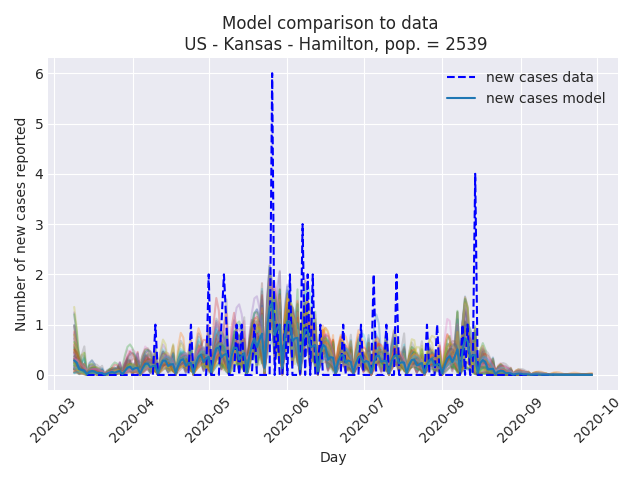 Model comparison to data
US - Kansas - Hamilton, pop. = 2539
new cases data
new cases model
Number of new cases reported
6
5
4
3
2
1
0
2020-03
2020-04
2020-05
2020-06
2020-07
2020-08
2020-09
2020-10
Day